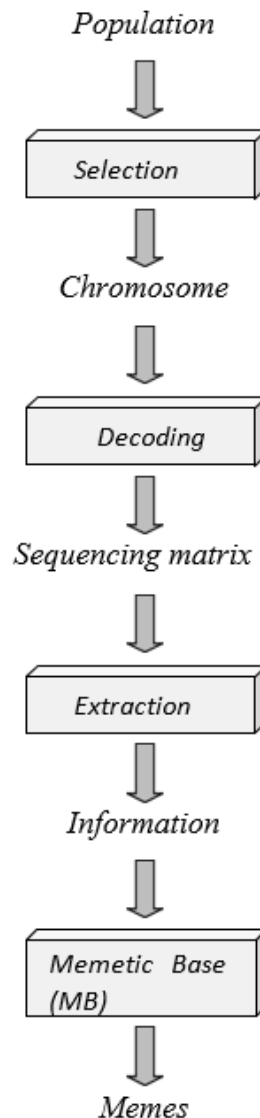 Population
Selection
Chromosome
Decoding
Sequencing matrix
Extraction
Information
Memetic Base
(MB)
Memes